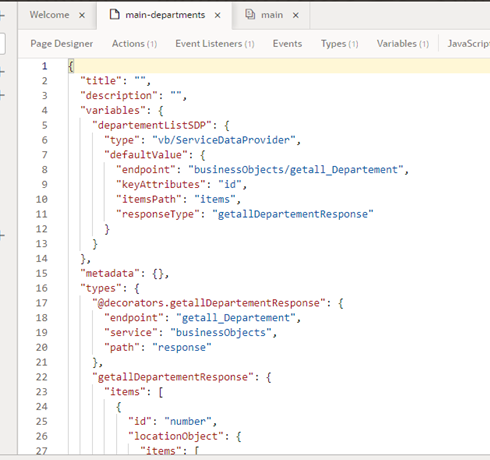 Welcome × main-departments × main ×
Page Designer Actions (1) Event Listeners (1) Events Types (1) Variables (1) JavaScript
1 {
2 "title": "",
3 "description": "",
4 "variables": {
5 "departementListSDP": {
6 "type": "vb/ServiceDataProvider",
7 "defaultValue": {
8 "endpoint": "businessObjects/getall_Departement",
9 "keyAttributes": "id",
10 "itemsPath": "items",
11 "responseType": "getallDepartementResponse"
12 }
13 }
14 },
15 "metadata": {},
16 "types": {
17 "@decorators.getallDepartementResponse": {
18 "endpoint": "getall_Departement",
19 "service": "businessObjects",
20 "path": "response"
21 },
22 "getallDepartementResponse": {
23 "items": [
24 {
25 "id": "number",
26 "locationObject": {
27 "items": [